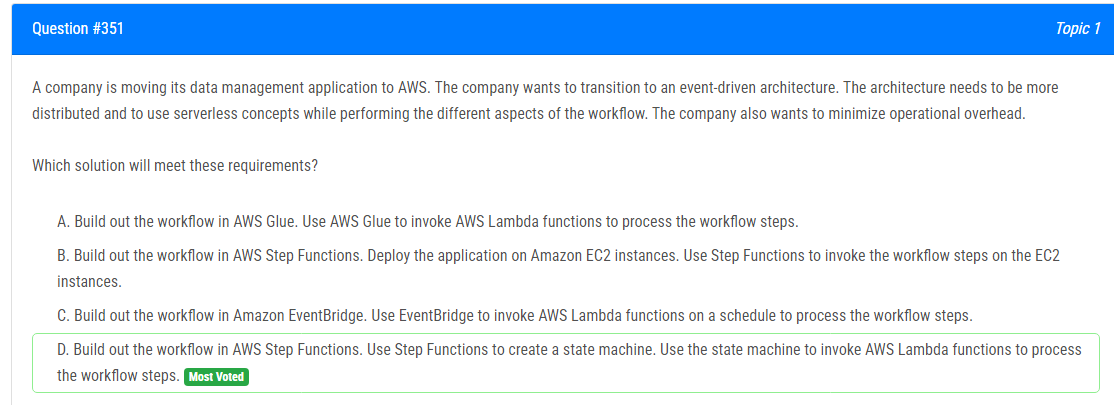 Question #351
Topic 1
A company is moving its data management application to AWS. The company wants to transition to an event-driven architecture. The architecture needs to be more
distributed and to use serverless concepts while performing the different aspects of the workflow. The company also wants to minimize operational overhead.
Which solution will meet these requirements?
A. Build out the workflow in AWS Glue. Use AWS Glue to invoke AWS Lambda functions to process the workflow steps.
B. Build out the workflow in AWS Step Functions. Deploy the application on Amazon EC2 instances. Use Step Functions to invoke the workflow steps on the EC2
instances.
C. Build out the workflow in Amazon EventBridge. Use EventBridge to invoke AWS Lambda functions on a schedule to process the workflow steps.
D. Build out the workflow in AWS Step Functions. Use Step Functions to create a state machine. Use the state machine to invoke AWS Lambda functions to process
the workflow steps. Most Voted